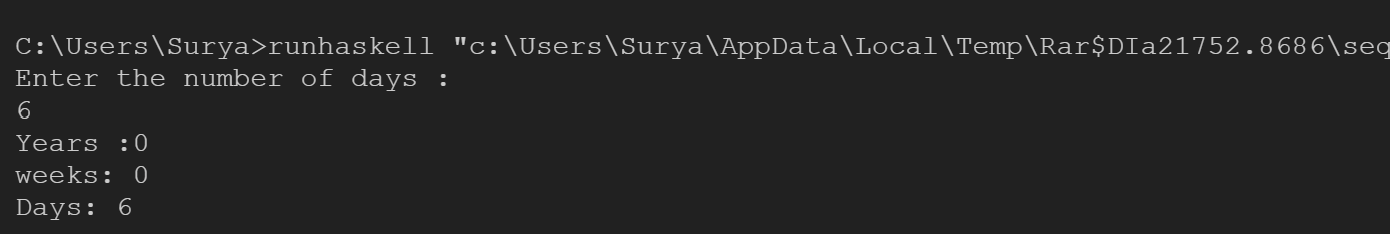 C:\Users\Surya>runhaskell "c:\Users\Surya\AppData\Local\Temp\Rar$DIa21752.8686\seq
Enter the number of days :
6
Years :0
weeks: 0
Days: 6